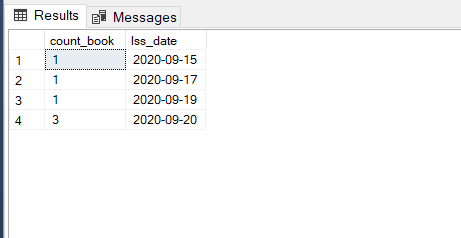 Results Messages
count_book lss_date
1 1 2020-09-15
2 1 2020-09-17
3 1 2020-09-19
4 3 2020-09-20